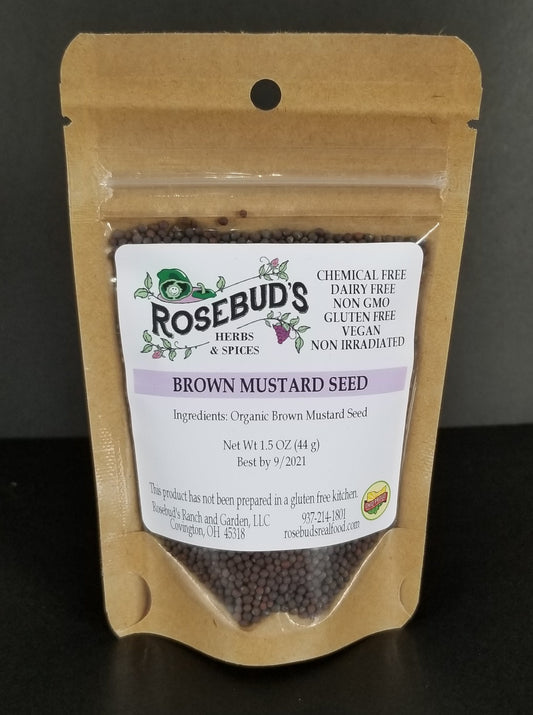 ROSEBUD'S
HERBS
& SPICES
CHEMICAL FREE
DAIRY FREE
NON GMO
GLUTEN FREE
VEGAN
NON IRRADIATED
BROWN MUSTARD SEED
Ingredients: Organic Brown Mustard Seed
Net Wt 1.5 OZ (44 g)
Best by 9/2021
This product has not been prepared in a gluten free kitchen.
Rosebud's Ranch and Garden, LLC
Covington, OH 45318
937-214-1801
rosebudsrealfood.com